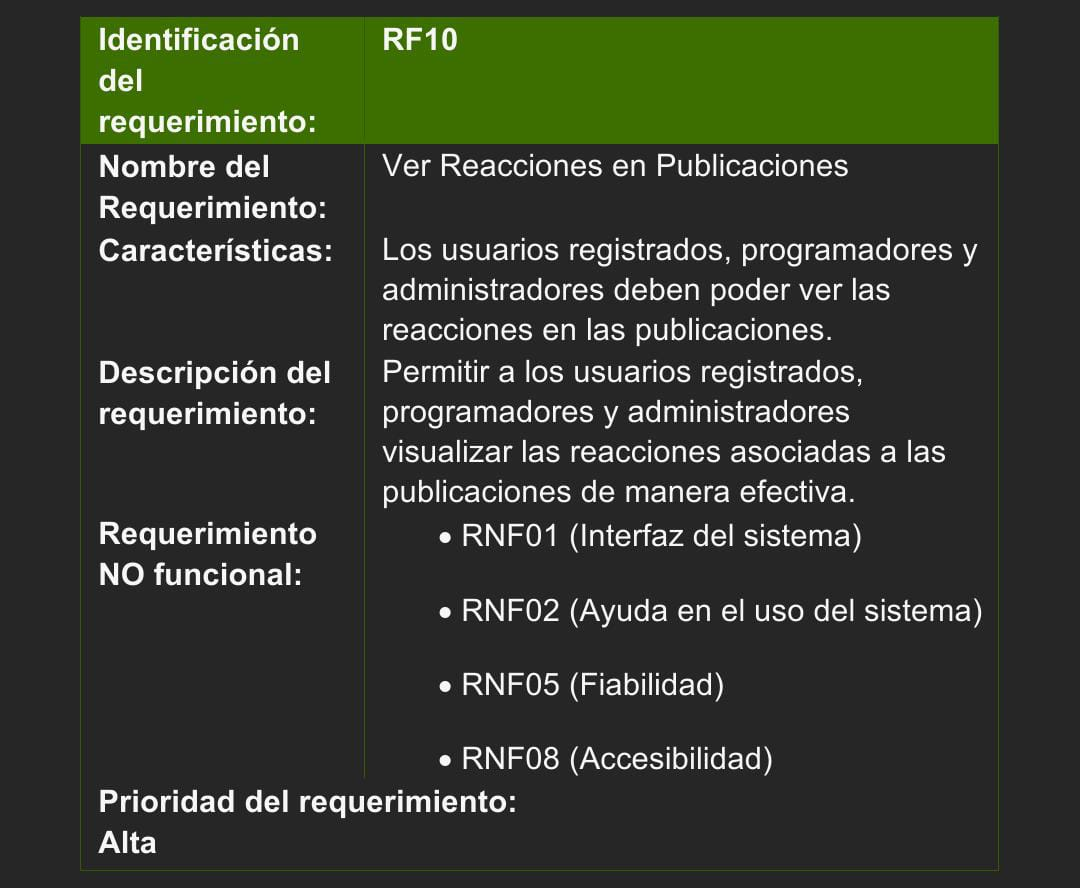 Identificación RF10
del
requerimiento:
Nombre del Ver Reacciones en Publicaciones
Requerimiento:
Características: Los usuarios registrados, programadores y
administradores deben poder ver las
reacciones en las publicaciones.
Descripción del Permitir a los usuarios registrados,
requerimiento: programadores y administradores
visualizar las reacciones asociadas a las
publicaciones de manera efectiva.
Requerimiento • RNF01 (Interfaz del sistema)
NO funcional:
• RNF02 (Ayuda en el uso del sistema)
• RNF05 (Fiabilidad)
• RNF08 (Accesibilidad)
Prioridad del requerimiento:
Alta